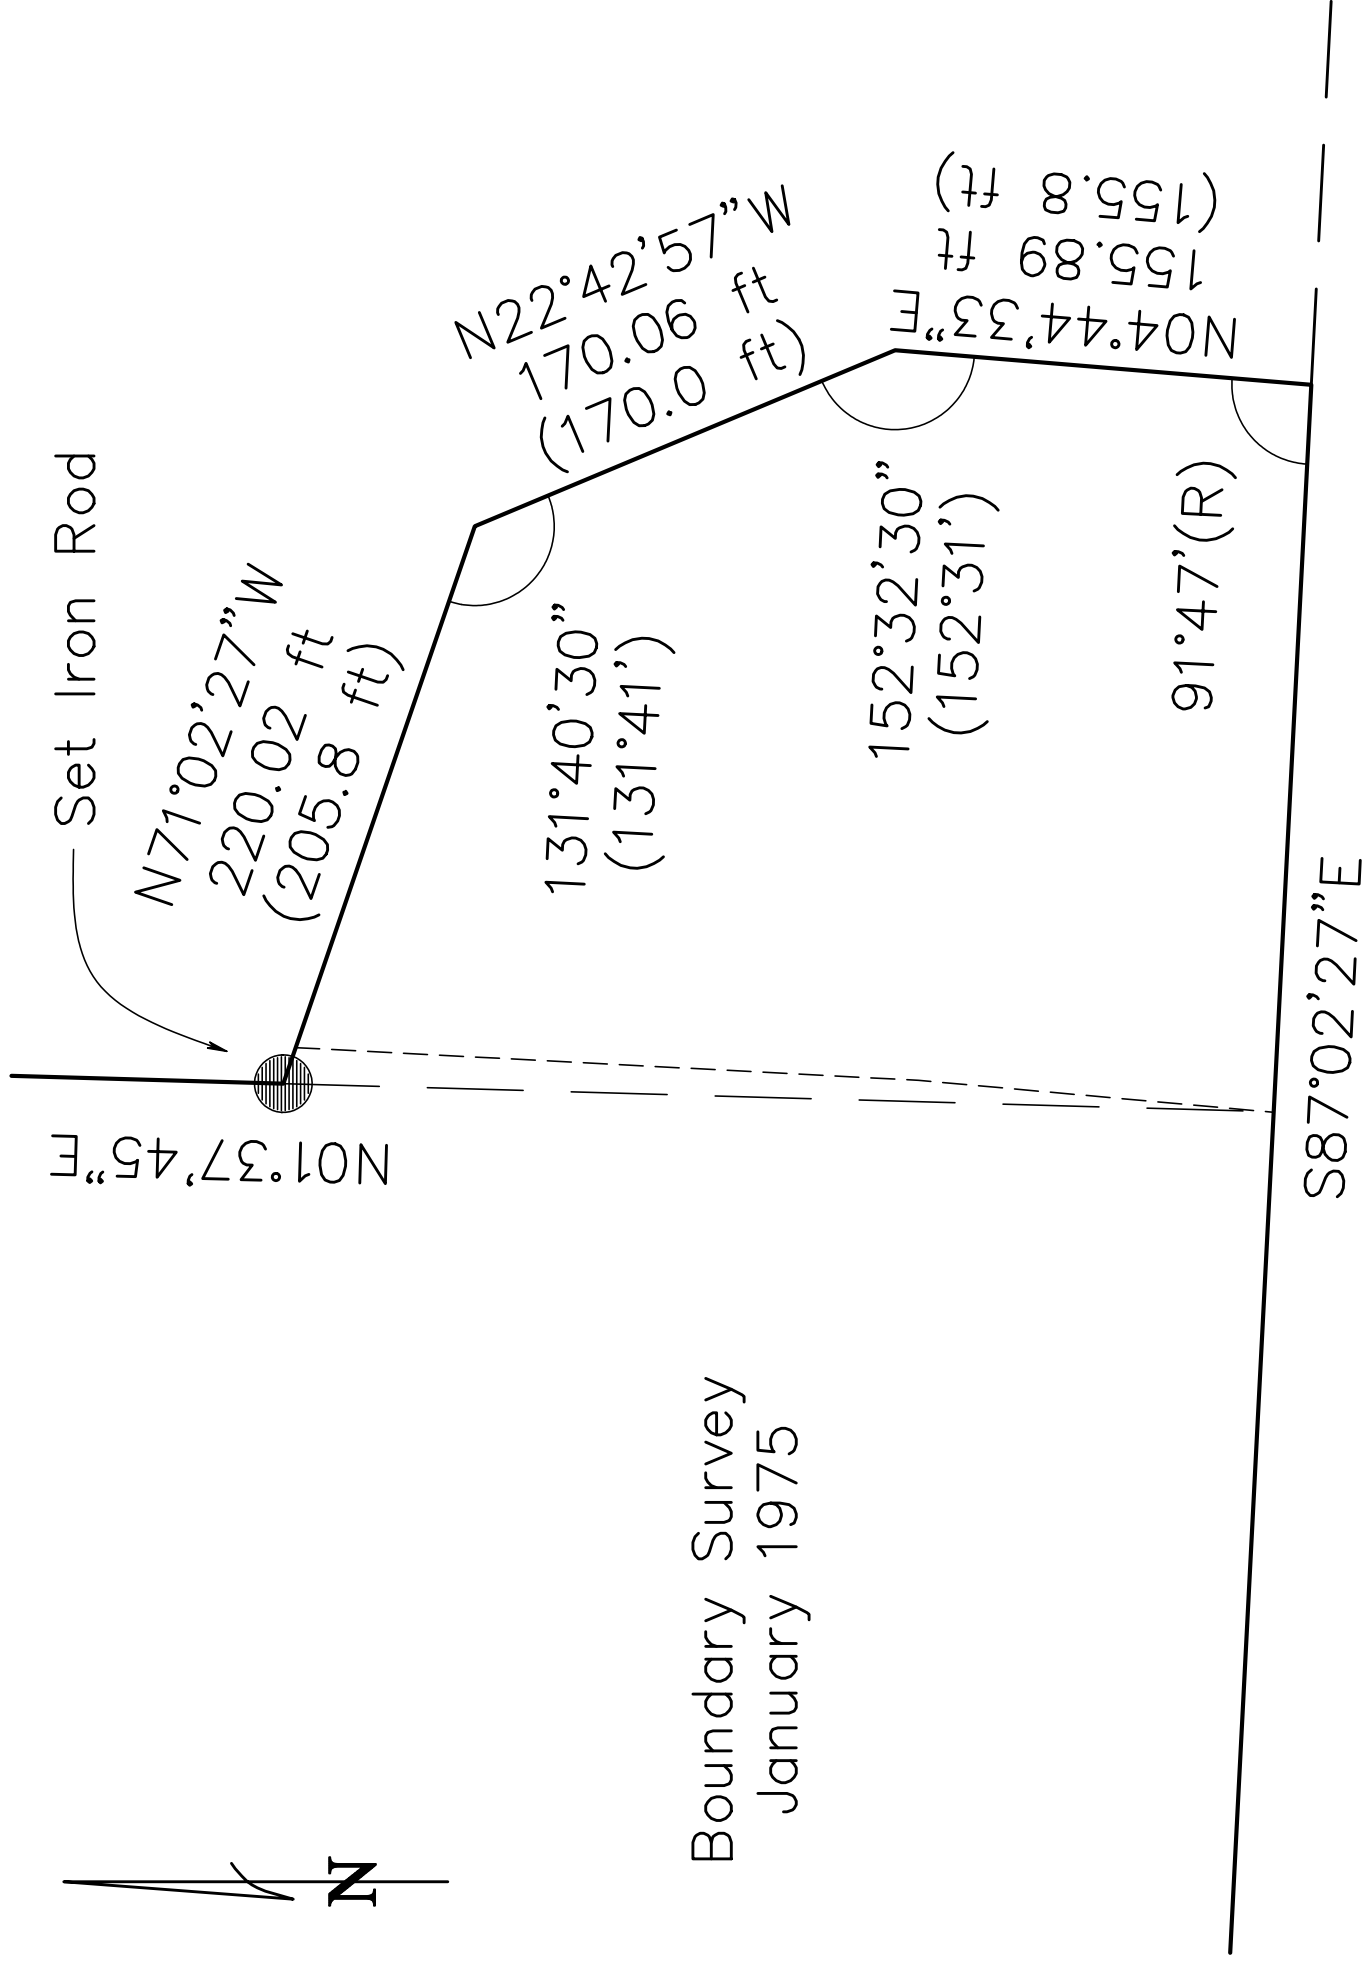 Set Iron Rod
N71°02'27"W
220.02 ft
(205.8 ft)
N22°42'57"W
170.06 ft
(170.0 ft)
N04°44'33"E
155.89 ft
(155.8 ft)
131°40'30"
(131°41')
152°32'30"
(152°31')
91°47'(R)
N01°37'45"E
S87°02'27"E
Boundary Survey
January 1975
N